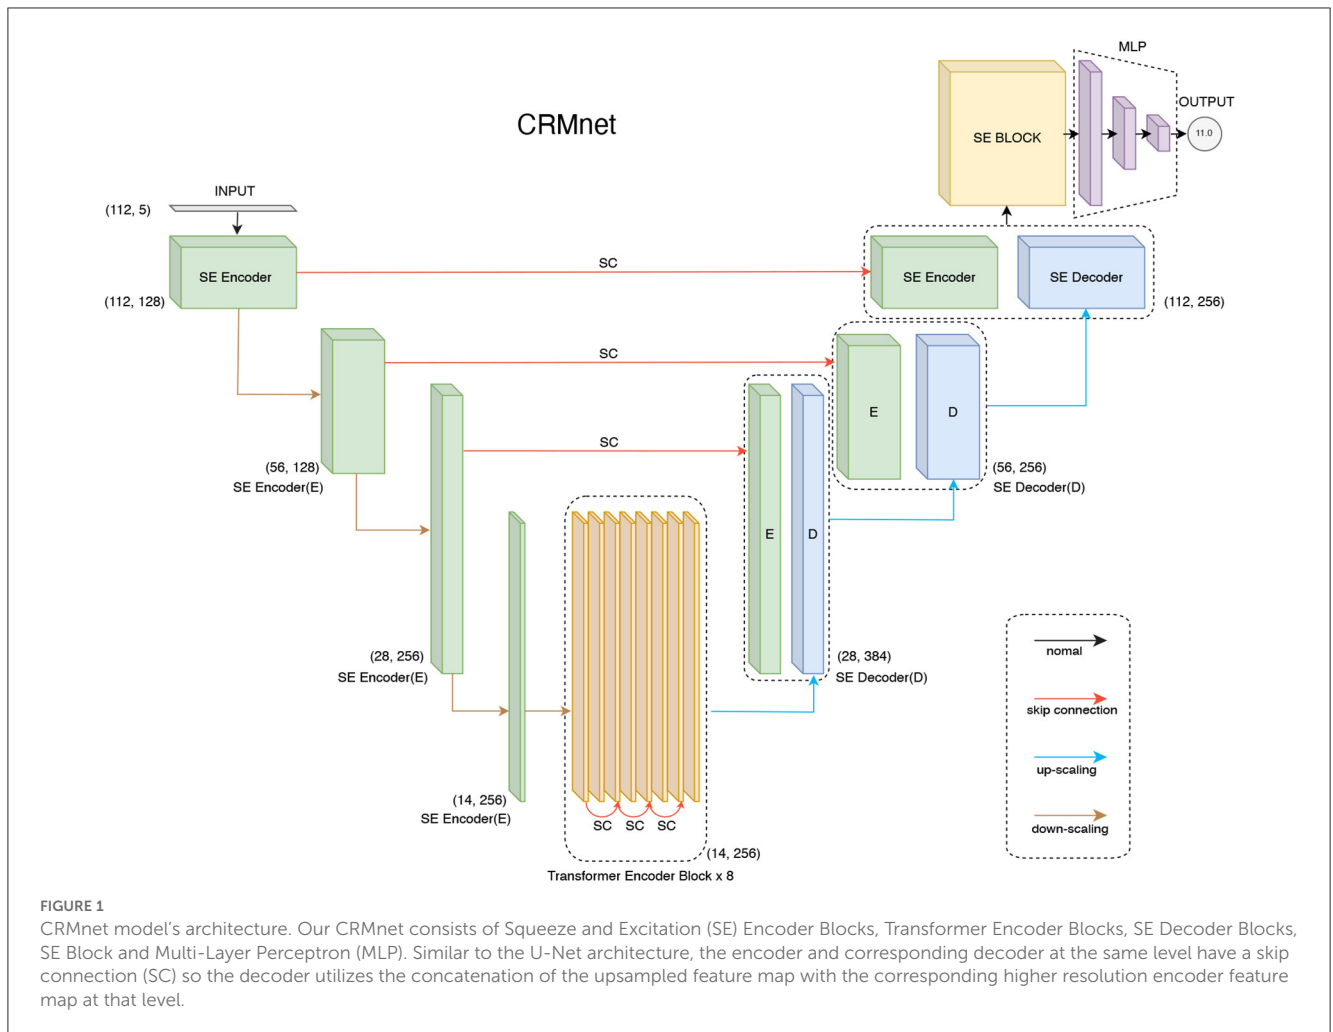 CRMnet
MLP
OUTPUT
SE BLOCK
11.0
INPUT
(112, 5)
SE Encoder
SC
SE Encoder
SE Decoder
(112, 128)
(112, 256)
SC
E
D
(56, 128)
SE Encoder(E)
(56, 256)
SE Decoder(D)
SC
E
D
(28, 256)
SE Encoder(E)
(28, 384)
SE Decoder(D)
(14, 256)
SE Encoder(E)
SC
SC
SC
(14, 256)
Transformer Encoder Block x 8
nomal
skip connection
up-scaling
down-scaling
FIGURE 1
CRMnet model's architecture. Our CRMnet consists of Squeeze and Excitation (SE) Encoder Blocks, Transformer Encoder Blocks, SE Decoder Blocks,
SE Block and Multi-Layer Perceptron (MLP). Similar to the U-Net architecture, the encoder and corresponding decoder at the same level have a skip
connection (SC) so the decoder utilizes the concatenation of the upsampled feature map with the corresponding higher resolution encoder feature
map at that level.